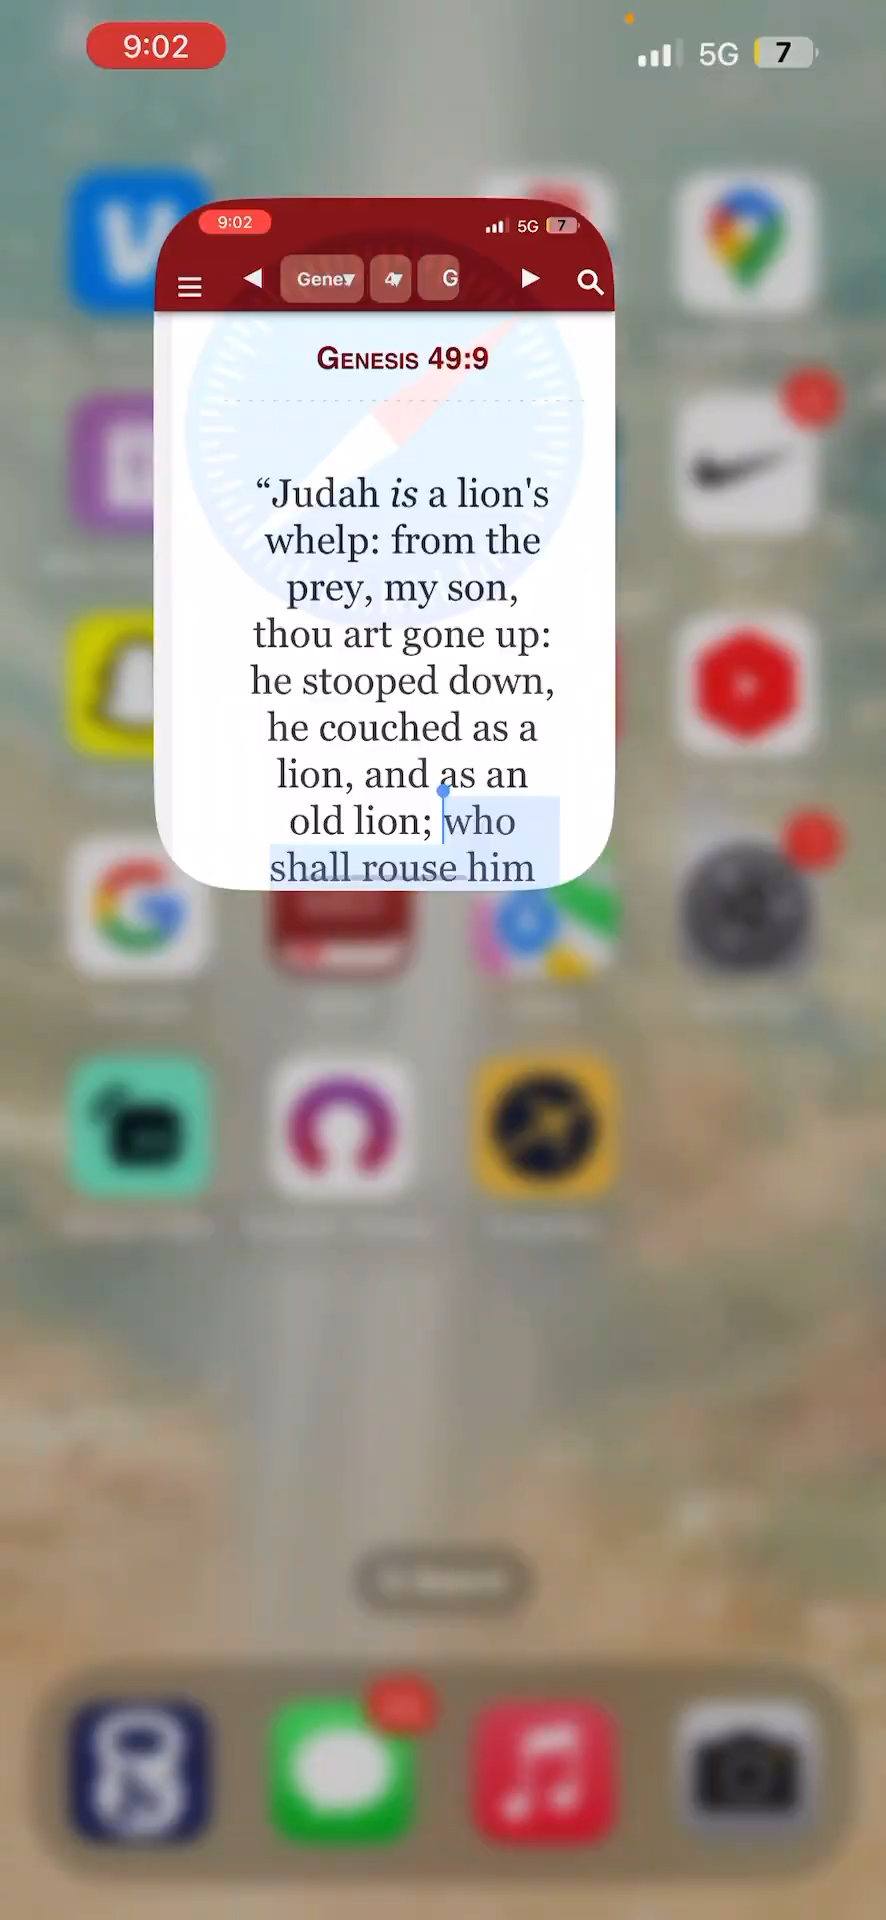 9:02
5G 7
9:02
5G 7
Gene
4
G
GENESIS 49:9
“Judah is a lion's
whelp: from the
prey, my son,
thou art gone up:
he stooped down,
he couched as a
lion, and as an
old lion; who
shall rouse him